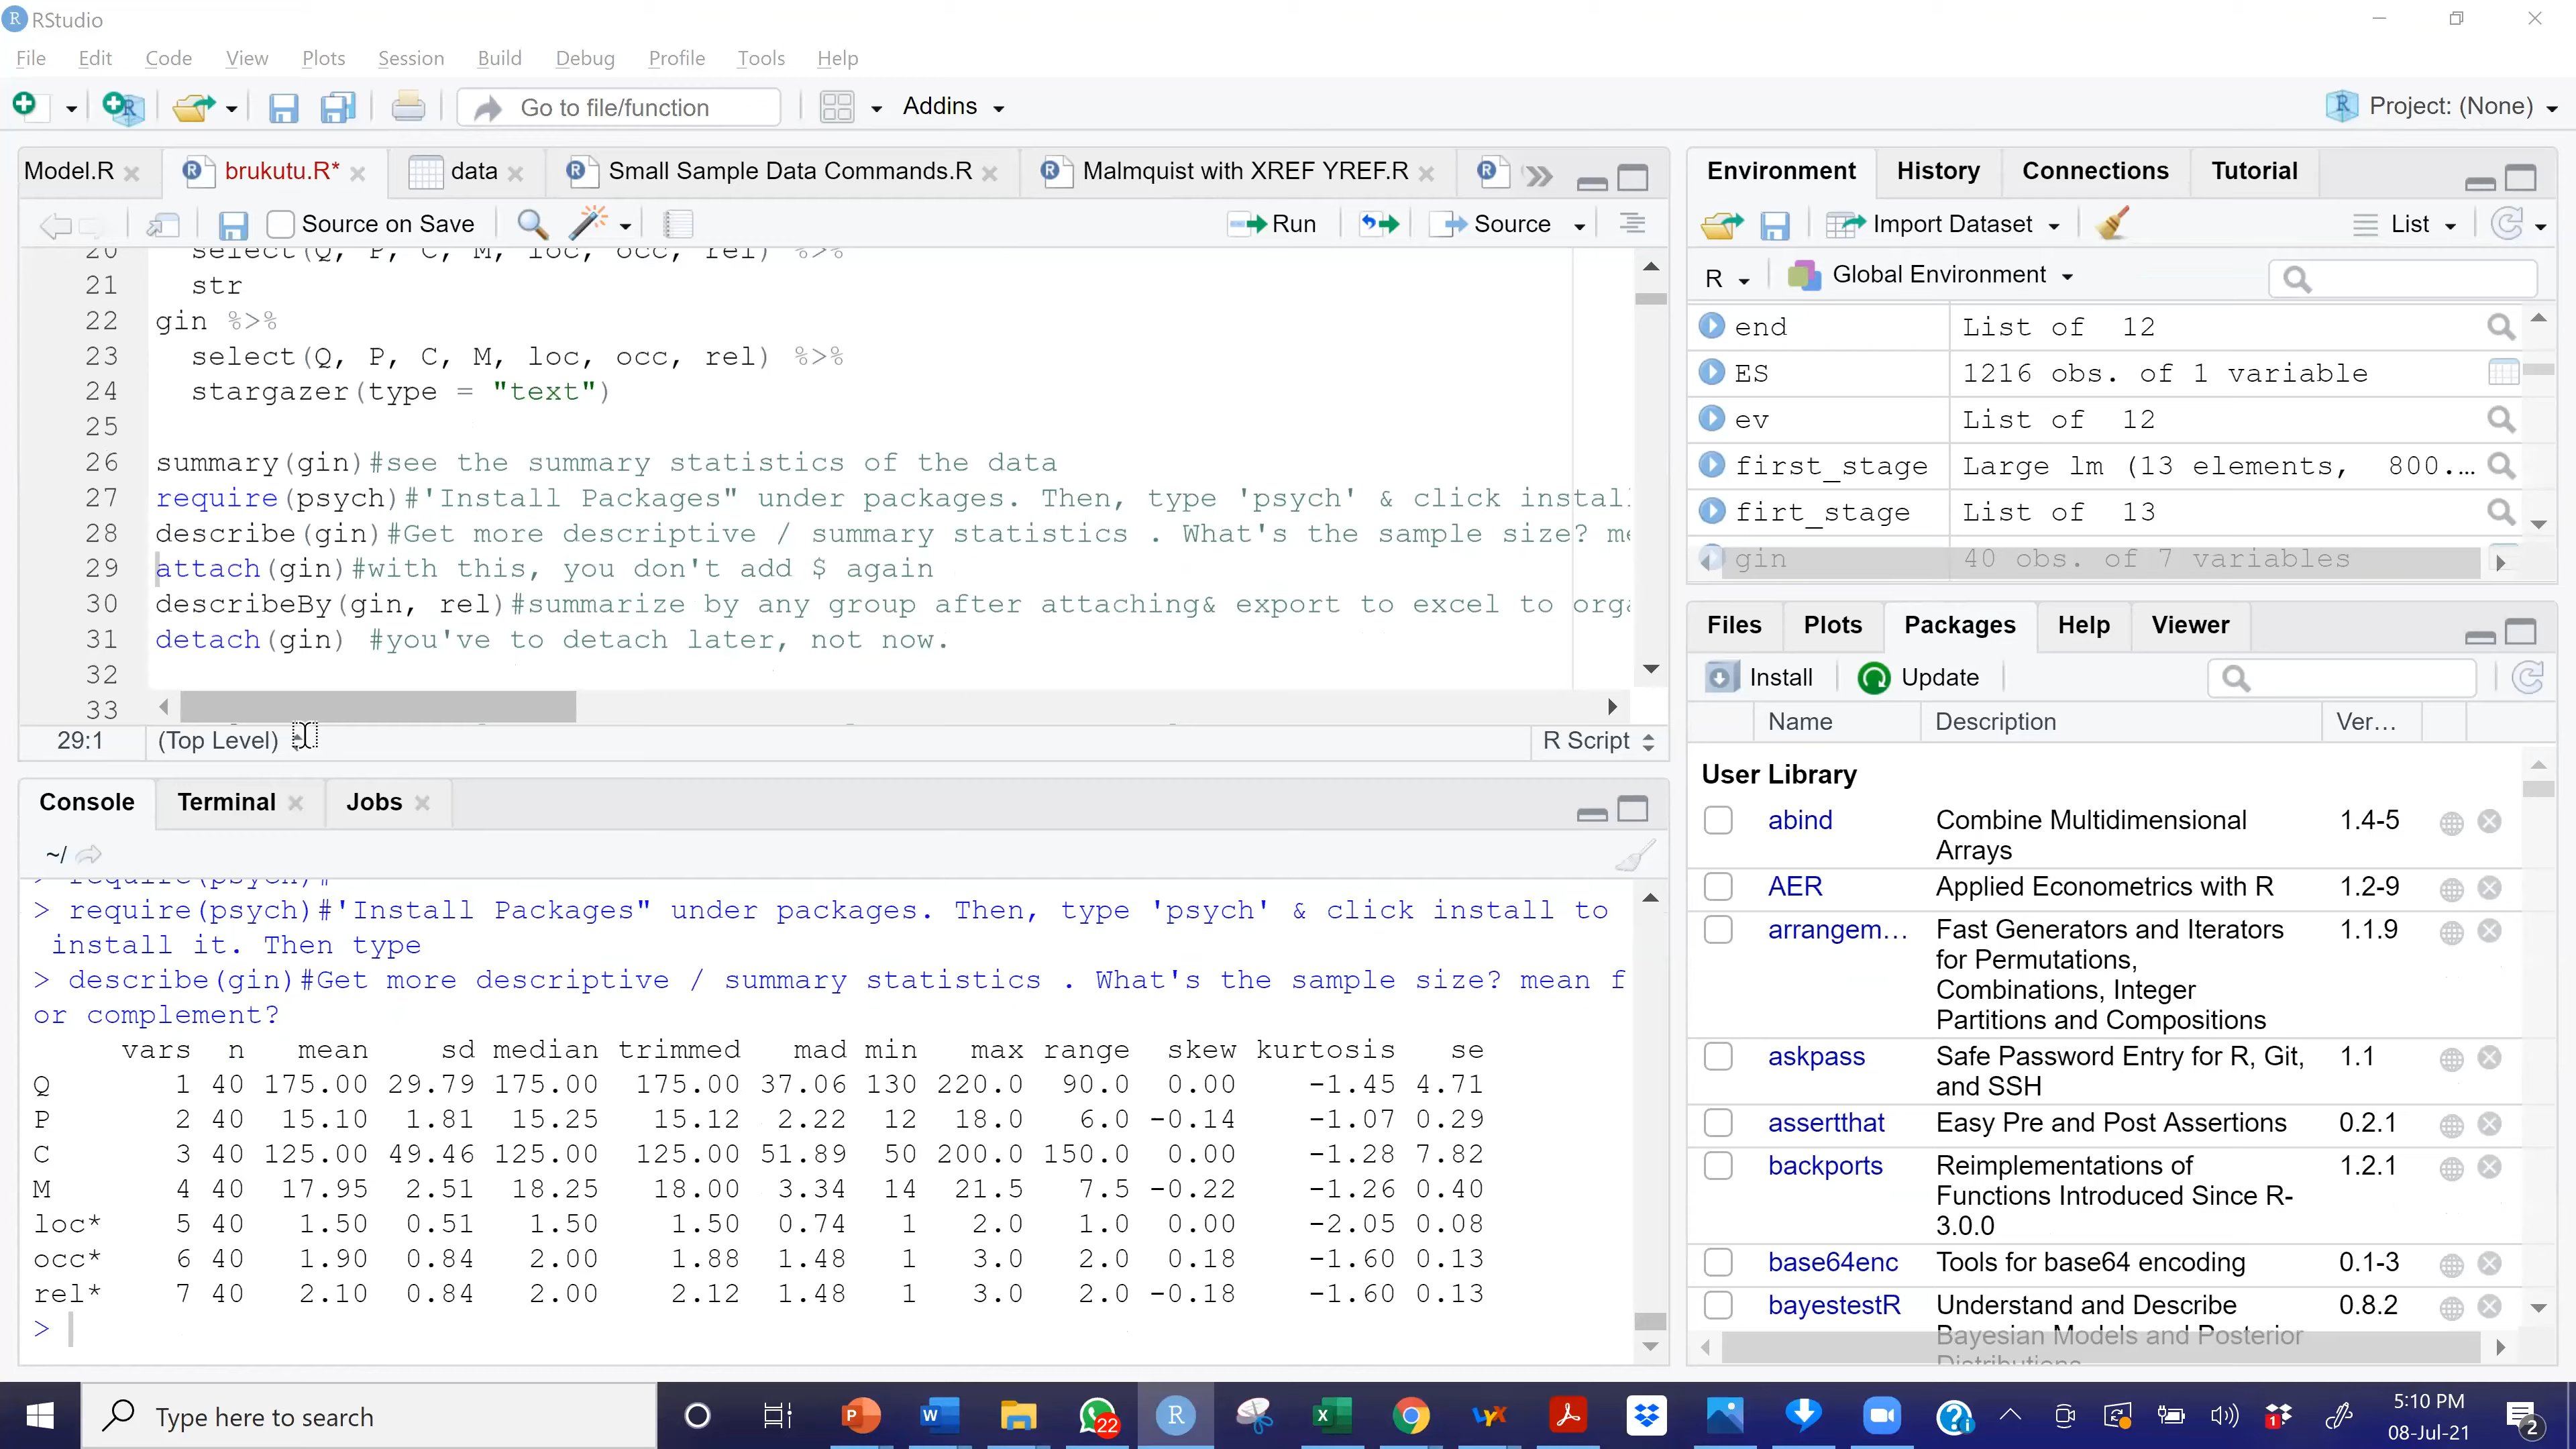 RStudio
File Edit Code View Plots Session Build Debug Profile Tools Help
Go to file/function Addins Project: (None)
Model.R brukutu.R* data Small Sample Data Commands.R Malmquist with XREF YREF.R
Source on Save Run Source
20 select(Q, P, C, M, loc, occ, rel) %>%
21 str
22 gin %>%
23 select(Q, P, C, M, loc, occ, rel) %>%
24 stargazer(type = "text")
25
26 summary(gin)#see the summary statistics of the data
27 require(psych)#'Install Packages" under packages. Then, type 'psych' & click instal
28 describe(gin)#Get more descriptive / summary statistics . What's the sample size? me
29 attach(gin)#with this, you don't add $ again
30 describeBy(gin, rel)#summarize by any group after attaching& export to excel to orga
31 detach(gin) #you've to detach later, not now.
32
33
29:1 (Top Level) R Script
Console Terminal Jobs
~/
> require(psych)#
> require(psych)#'Install Packages" under packages. Then, type 'psych' & click install to
install it. Then type
> describe(gin)#Get more descriptive / summary statistics . What's the sample size? mean f
or complement?
vars n mean sd median trimmed mad min max range skew kurtosis se
Q 1 40 175.00 29.79 175.00 175.00 37.06 130 220.0 90.0 0.00 -1.45 4.71
P 2 40 15.10 1.81 15.25 15.12 2.22 12 18.0 6.0 -0.14 -1.07 0.29
C 3 40 125.00 49.46 125.00 125.00 51.89 50 200.0 150.0 0.00 -1.28 7.82
M 4 40 17.95 2.51 18.25 18.00 3.34 14 21.5 7.5 -0.22 -1.26 0.40
loc* 5 40 1.50 0.51 1.50 1.50 0.74 1 2.0 1.0 0.00 -2.05 0.08
occ* 6 40 1.90 0.84 2.00 1.88 1.48 1 3.0 2.0 0.18 -1.60 0.13
rel* 7 40 2.10 0.84 2.00 2.12 1.48 1 3.0 2.0 -0.18 -1.60 0.13
>
Environment History Connections Tutorial
Import Dataset List
R Global Environment
end List of 12
ES 1216 obs. of 1 variable
ev List of 12
first_stage Large lm (13 elements, 800.…
firt_stage List of 13
gin 40 obs. of 7 variables
Files Plots Packages Help Viewer
Install Update
Name Description Ver…
User Library
abind Combine Multidimensional 1.4-5
Arrays
AER Applied Econometrics with R 1.2-9
arrangem… Fast Generators and Iterators 1.1.9
for Permutations,
Combinations, Integer
Partitions and Compositions
askpass Safe Password Entry for R, Git, 1.1
and SSH
assertthat Easy Pre and Post Assertions 0.2.1
backports Reimplementations of 1.2.1
Functions Introduced Since R-
3.0.0
base64enc Tools for base64 encoding 0.1-3
bayestestR Understand and Describe 0.8.2
Bayesian Models and Posterior
Distributions
Type here to search
22
1
5:10 PM
08-Jul-21
2